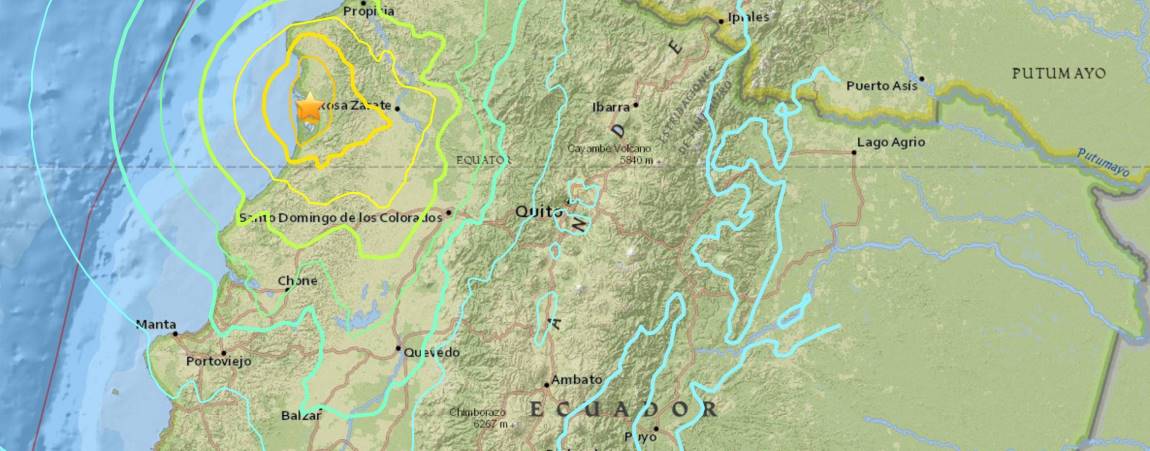 Propicia
Ipiales
PUTUMAYO
Puerto Asís
Rosa Zarate
Ibarra
ESTRIBACIONES
Lago Agrio
Cayambe Volcano
5840 m
EQUATOR
Putumayo
Quito
Santo Domingo de los Colorados
A N D E
Chone
Manta
Portoviejo
Quevedo
Ambato
Balzar
Chimborazo
6267 m
ECUADOR
Puyo